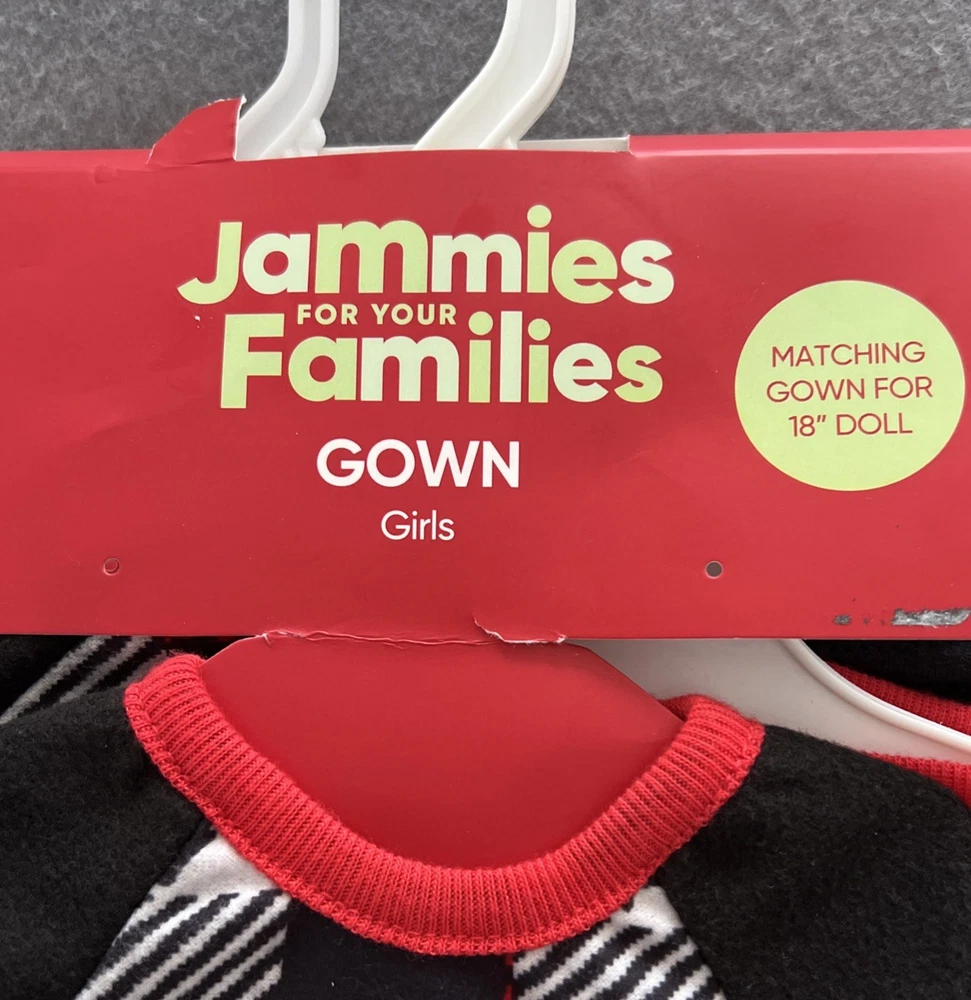 Jammies
FOR YOUR
Families
GOWN
Girls
MATCHING
GOWN FOR
18" DOLL